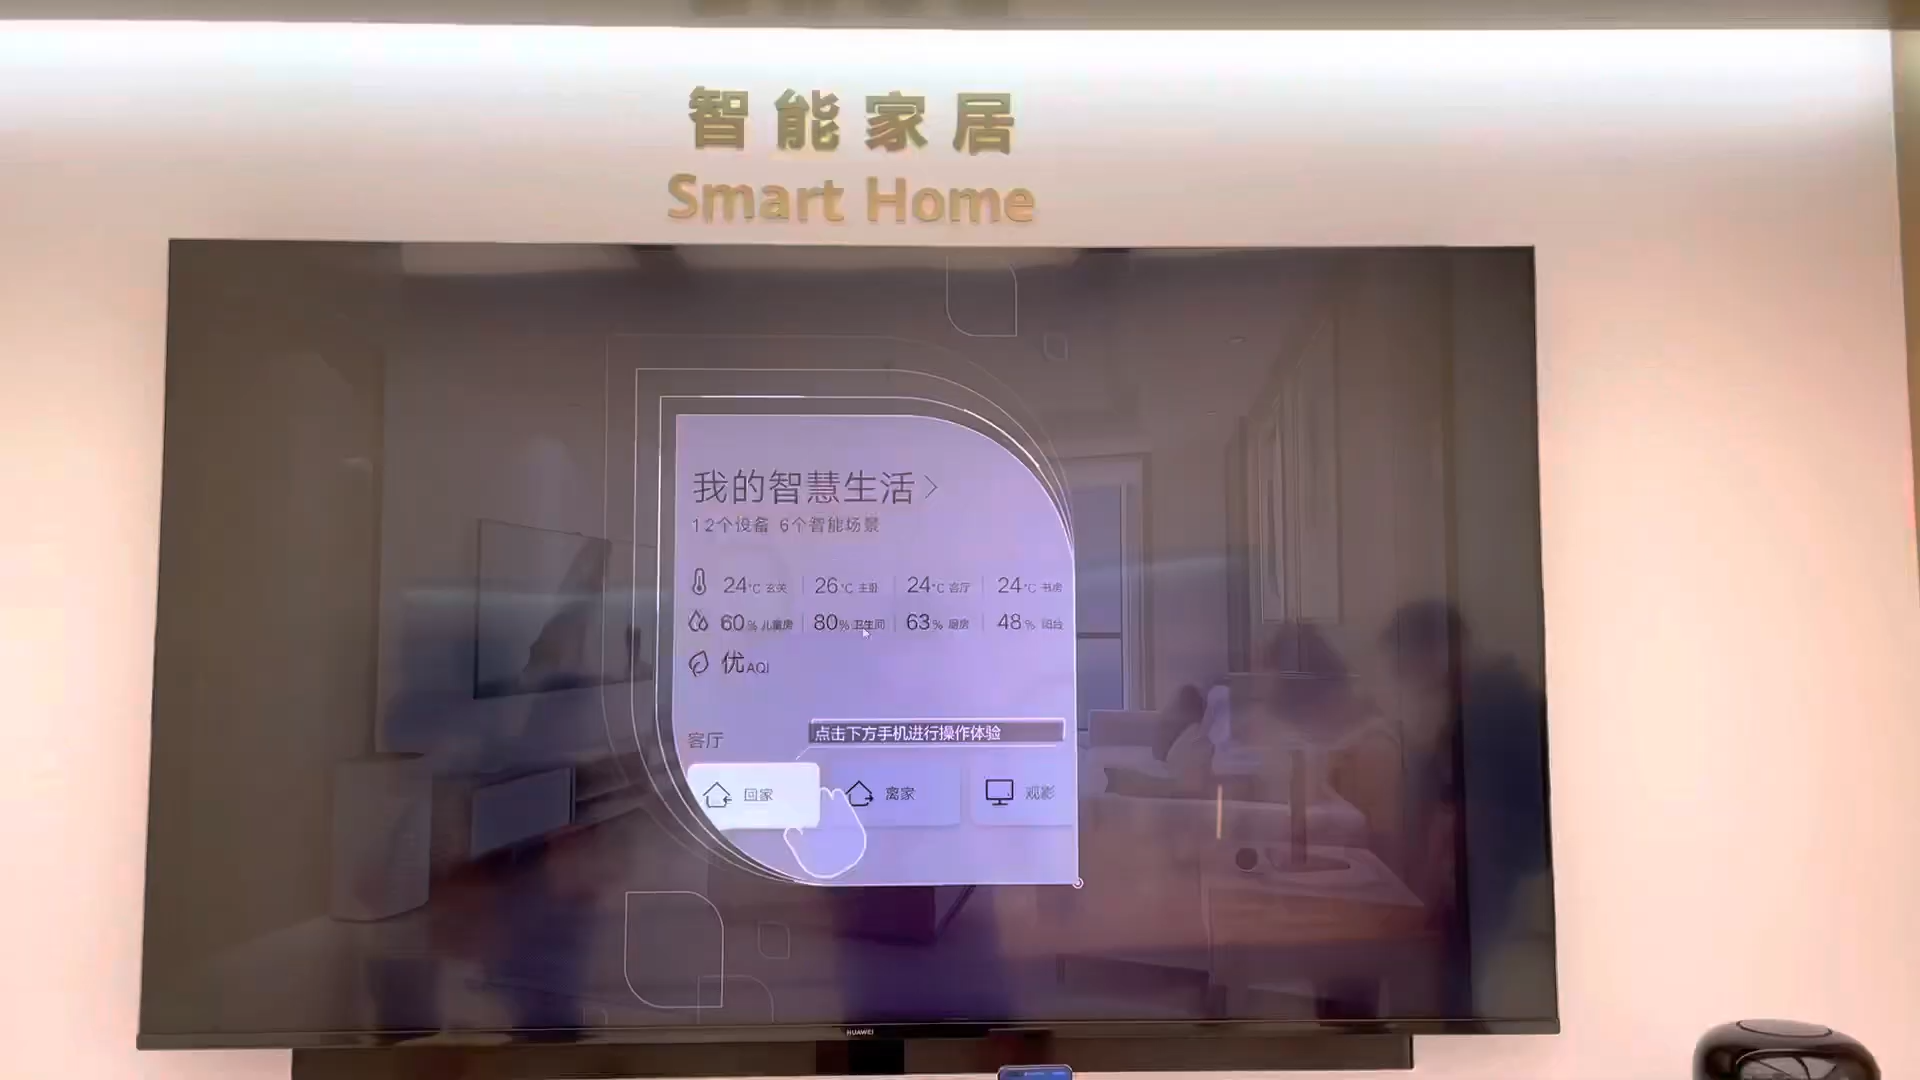 智能家居
Smart Home
我的智慧生活
12个设备 6个智能场景
24°C 玄关 26°C 主卧 24°C 客厅 24°C 书房
60% 儿童房 80% 卫生间 63% 厨房 48% 阳台
优AQI
点击下方手机进行操作体验
客厅
回家 离家 观影
HUAWEI